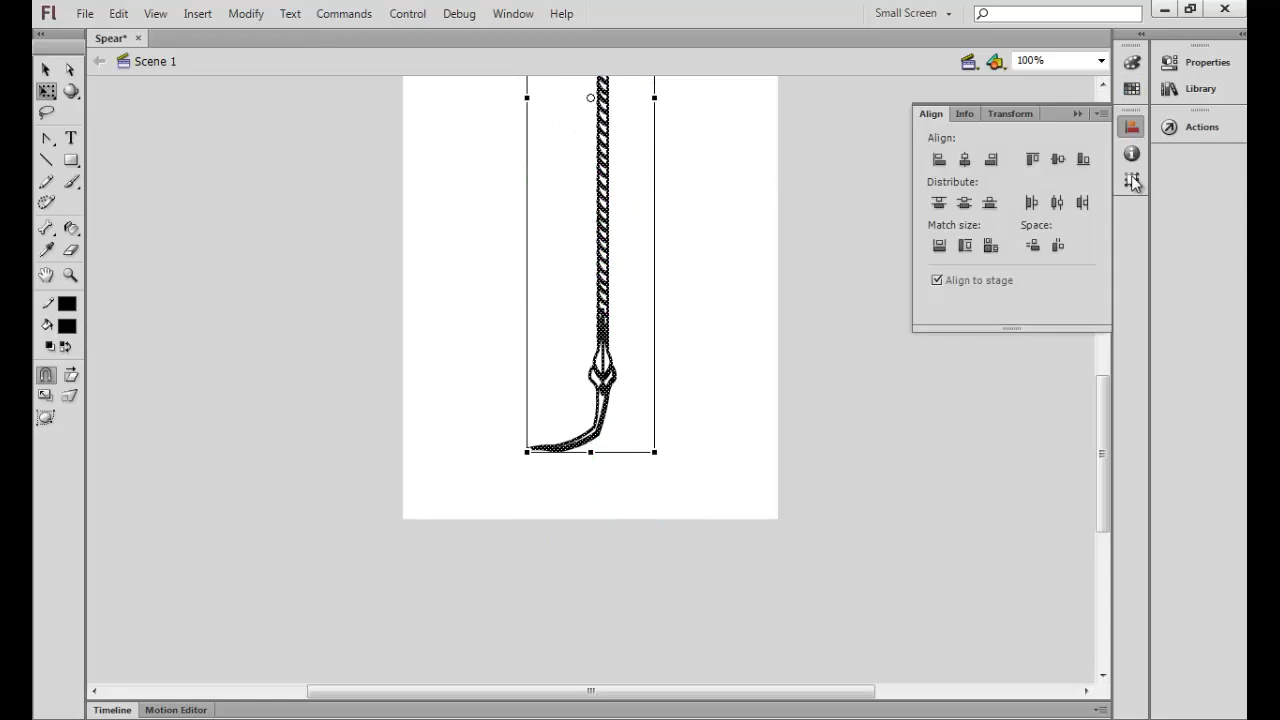 Fl File Edit View Insert Modify Text Commands Control Debug Window Help Small Screen
Spear*
Scene 1 100%
Properties
Library
Actions
Align Info Transform
Align:
Distribute:
Match size: Space:
Align to stage
T
Timeline Motion Editor